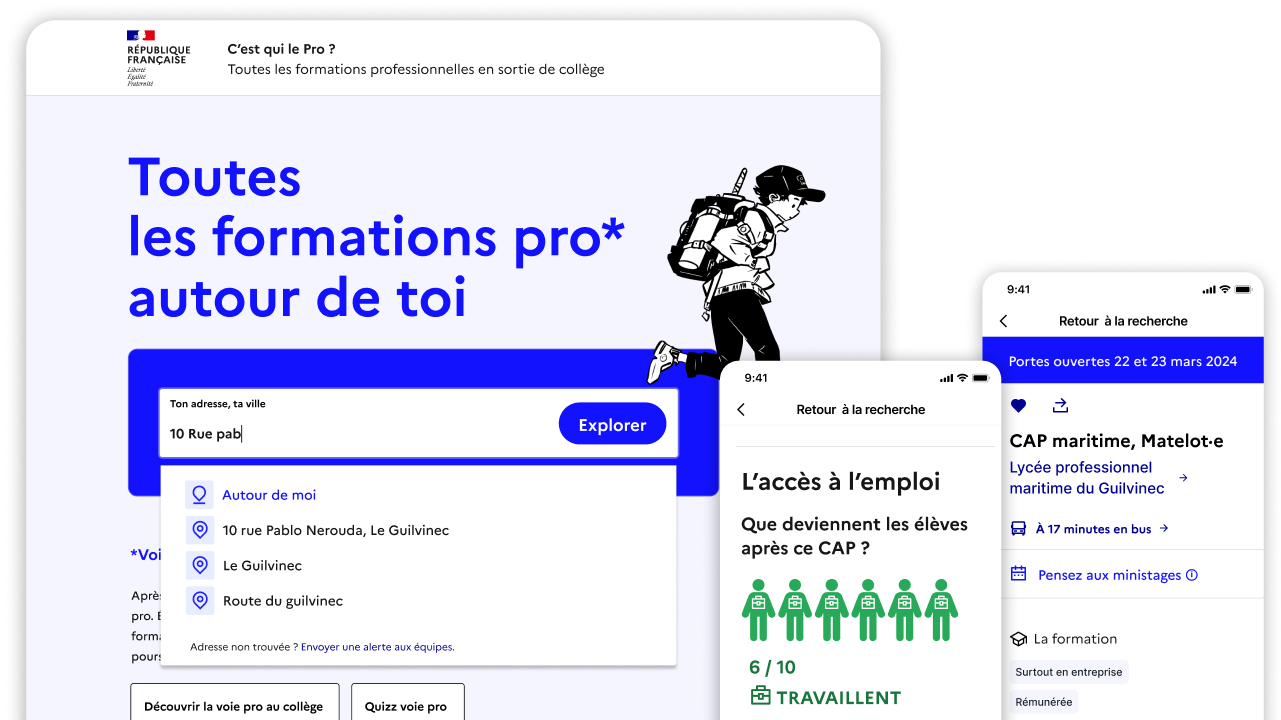 RÉPUBLIQUE
FRANÇAISE
Liberté
Égalité
Fraternité
C'est qui le Pro ?
Toutes les formations professionnelles en sortie de collège
Toutes
les formations pro*
autour de toi
Ton adresse, ta ville
10 Rue pab
Explorer
Autour de moi
10 rue Pablo Nerouda, Le Guilvinec
Le Guilvinec
Route du guilvinec
Adresse non trouvée ? Envoyer une alerte aux équipes.
*Voi
Aprè
pro. É
forma
pours
Découvrir la voie pro au collège
Quizz voie pro
9:41
Retour à la recherche
L'accès à l'emploi
Que deviennent les élèves
après ce CAP ?
6 / 10
TRAVAILLENT
9:41
Retour à la recherche
Portes ouvertes 22 et 23 mars 2024
CAP maritime, Matelot·e
Lycée professionnel
maritime du Guilvinec
À 17 minutes en bus
Pensez aux ministages
La formation
Surtout en entreprise
Rémunérée